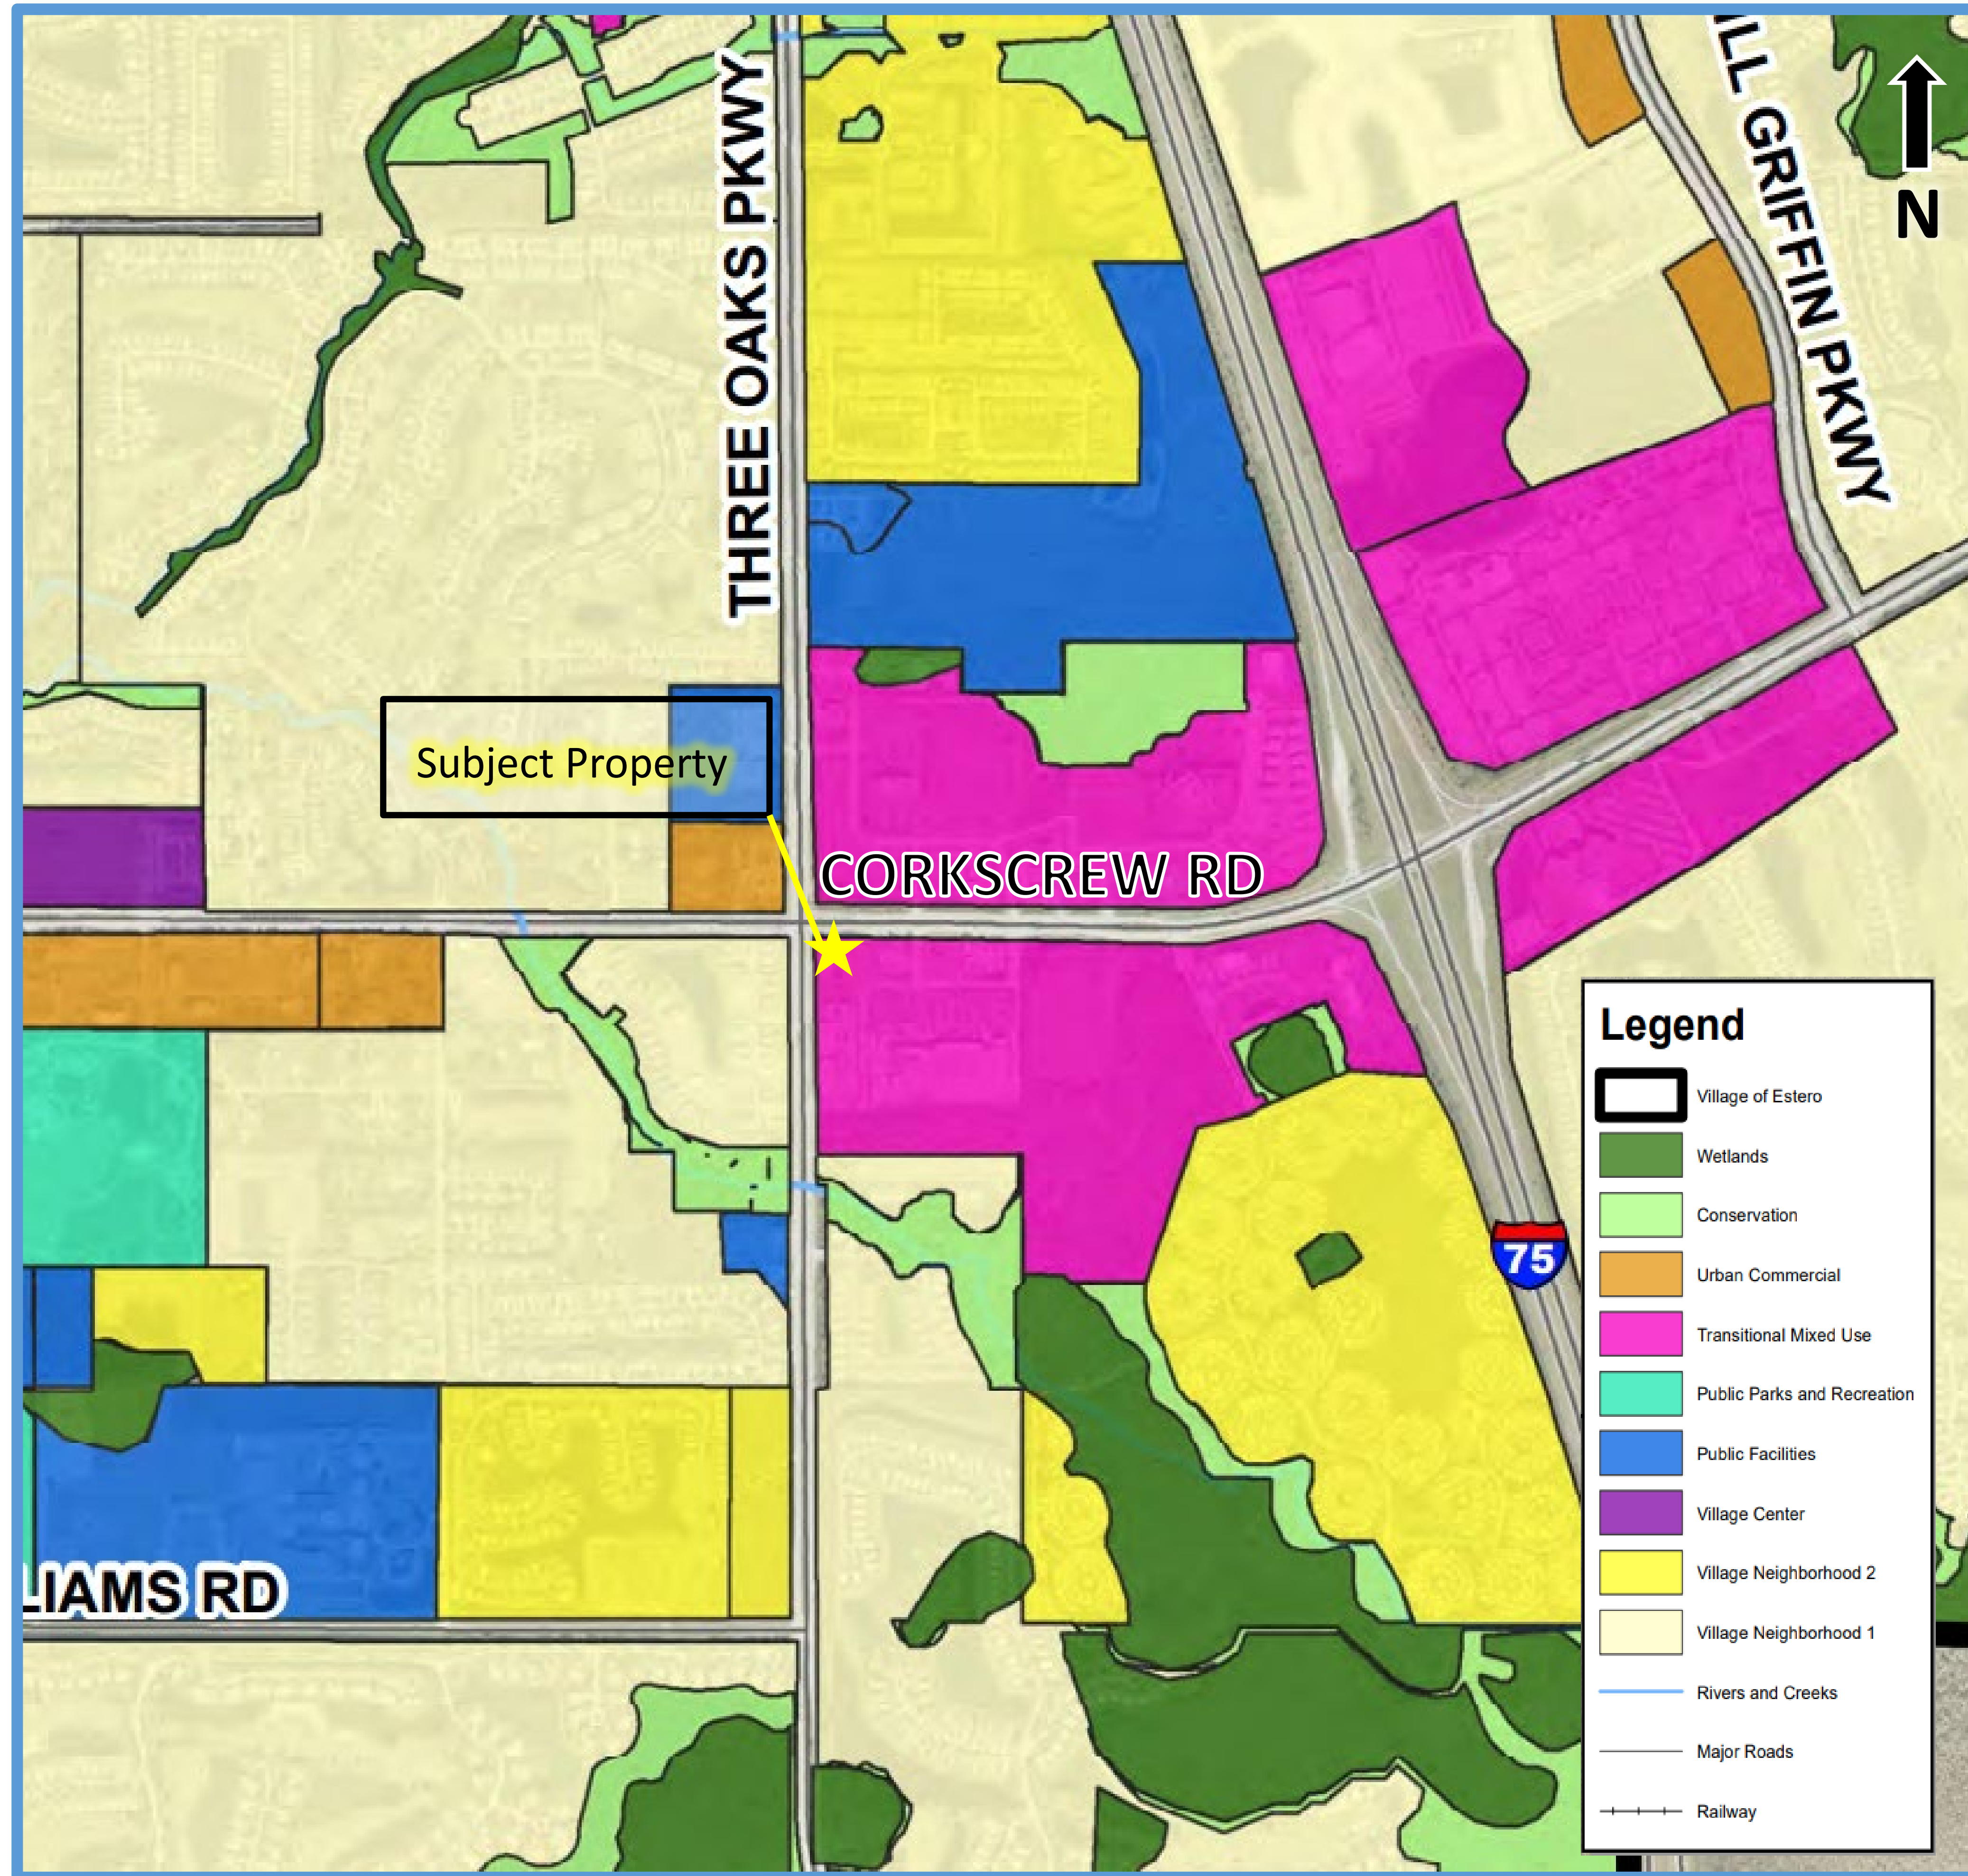 THREE OAKS PKWY
ILL GRIFFIN PKWY
N
Subject Property
CORKSCREW RD
75
LIAMS RD
Legend
Village of Estero
Wetlands
Conservation
Urban Commercial
Transitional Mixed Use
Public Parks and Recreation
Public Facilities
Village Center
Village Neighborhood 2
Village Neighborhood 1
Rivers and Creeks
Major Roads
Railway